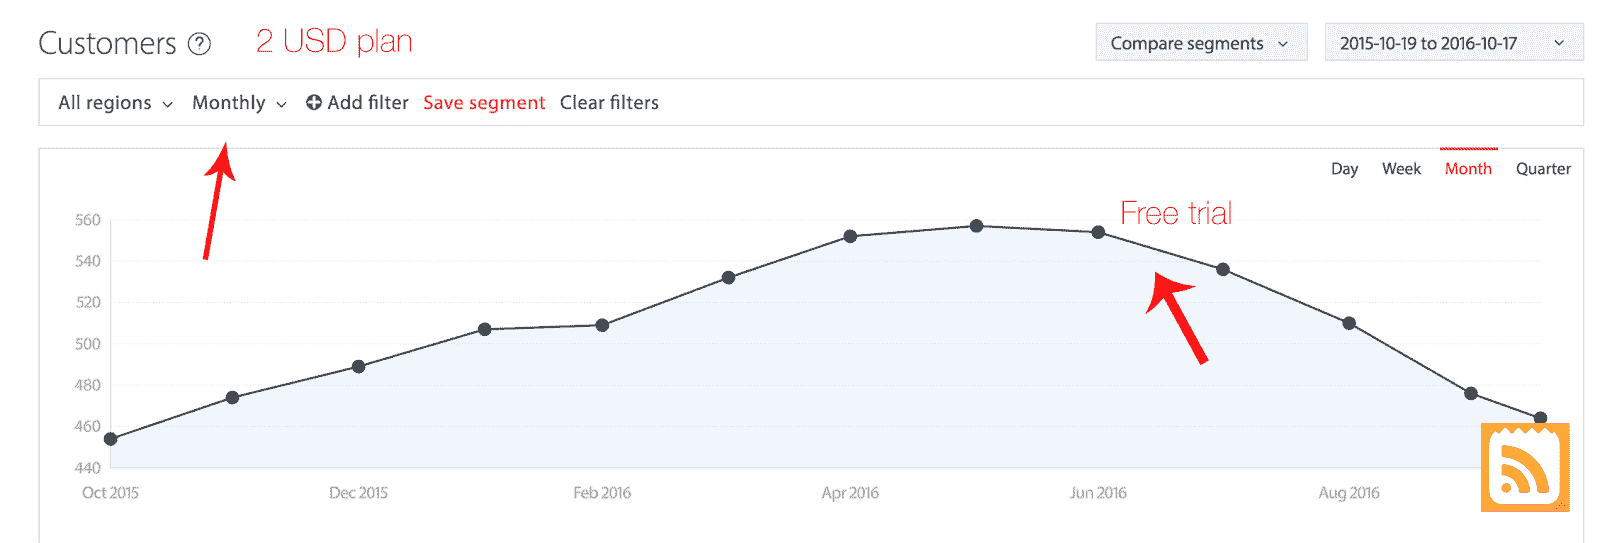 Customers ? 2 USD plan Compare segments 2015-10-19 to 2016-10-17
All regions Monthly Add filter Save segment Clear filters
Day Week Month Quarter
Free trial
560
540
520
500
480
460
440
Oct 2015 Dec 2015 Feb 2016 Apr 2016 Jun 2016 Aug 2016